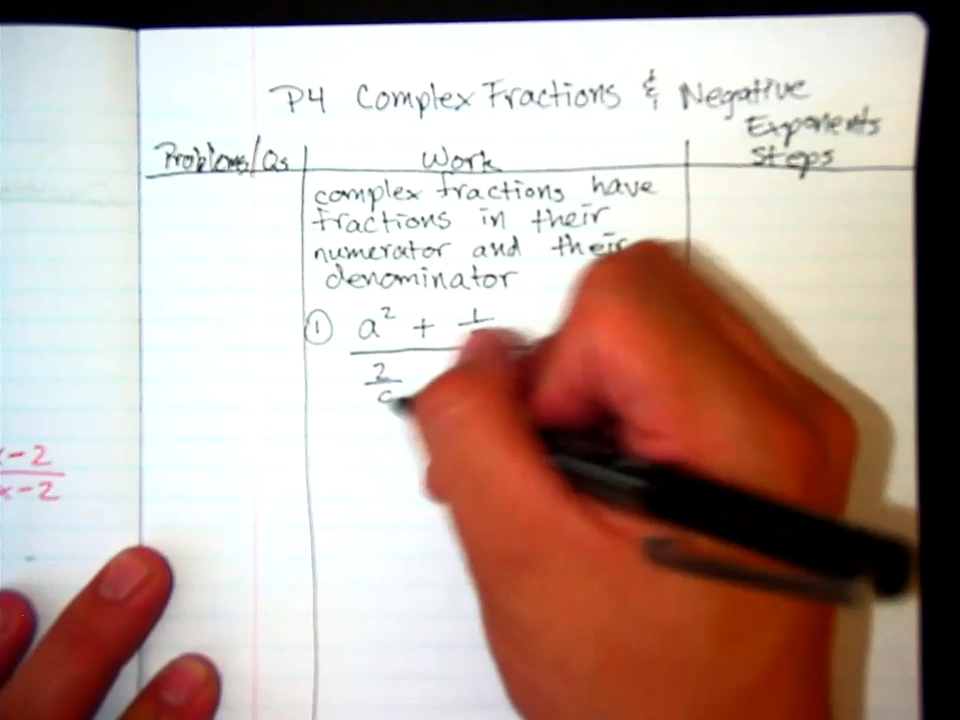 P4 Complex Fractions & Negative Exponents
Problems/Qs
Work
Steps
complex fractions have
fractions in their
numerator and their
denominator
① a² + 1
2
x-2
x-2